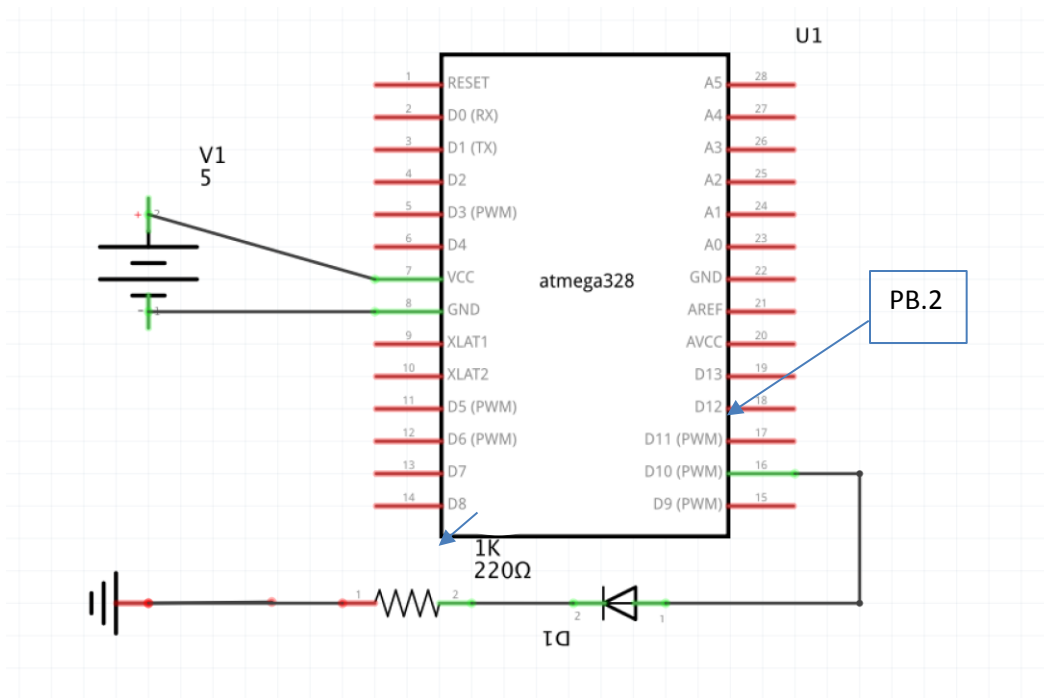 U1
V1
5
+ 2
- 1
atmega328
1 RESET
2 D0 (RX)
3 D1 (TX)
4 D2
5 D3 (PWM)
6 D4
7 VCC
8 GND
9 XLAT1
10 XLAT2
11 D5 (PWM)
12 D6 (PWM)
13 D7
14 D8
A5 28
A4 27
A3 26
A2 25
A1 24
A0 23
GND 22
AREF 21
AVCC 20
D13 19
D12 18
D11 (PWM) 17
D10 (PWM) 16
D9 (PWM) 15
PB.2
1K
220Ω
1 2
2 1
D1